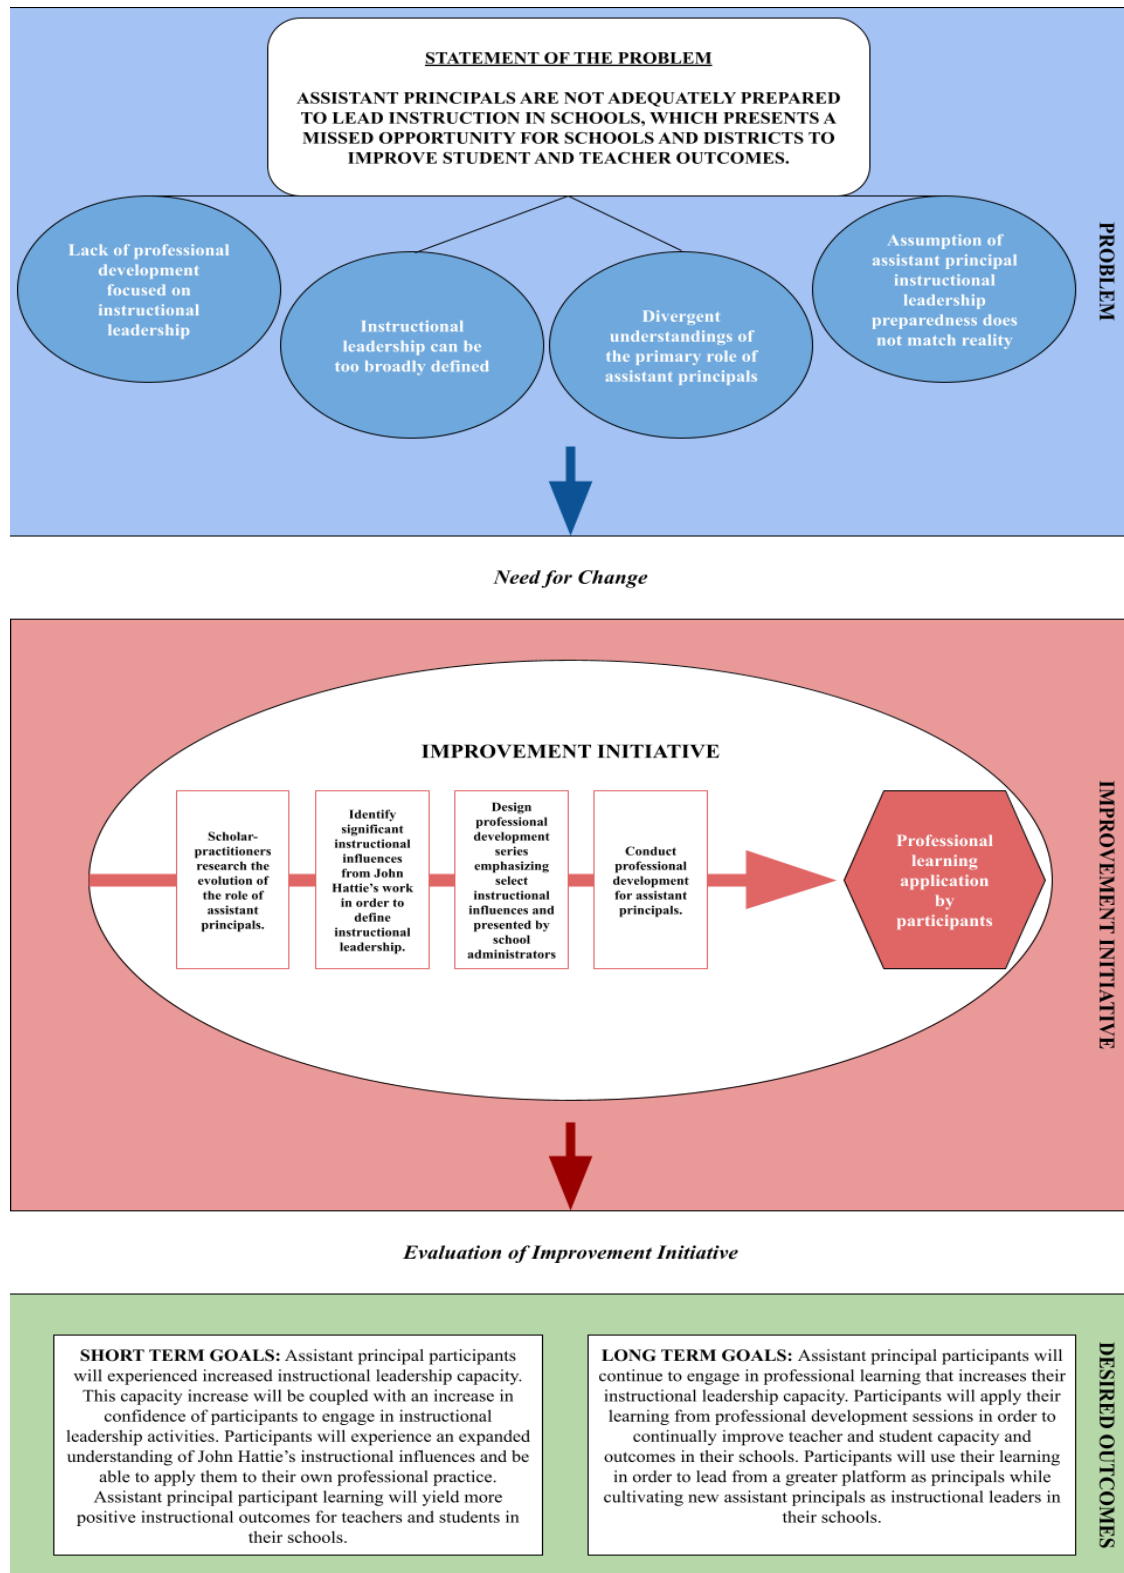 STATEMENT OF THE PROBLEM
ASSISTANT PRINCIPALS ARE NOT ADEQUATELY PREPARED
TO LEAD INSTRUCTION IN SCHOOLS, WHICH PRESENTS A
MISSED OPPORTUNITY FOR SCHOOLS AND DISTRICTS TO
IMPROVE STUDENT AND TEACHER OUTCOMES.
Lack of professional
development
focused on
instructional
leadership
Instructional
leadership can be
too broadly defined
Divergent
understandings of
the primary role of
assistant principals
Assumption of
assistant principal
instructional
leadership
preparedness does
not match reality
PROBLEM
Need for Change
IMPROVEMENT INITIATIVE
Scholar-
practitioners
research the
evolution of
the role of
assistant
principals.
Identify
significant
instructional
influences
from John
Hattie’s work
in order to
define
instructional
leadership.
Design
professional
development
series
emphasizing
select
instructional
influences and
presented by
school
administrators
Conduct
professional
development
for assistant
principals.
Professional
learning
application
by
participants
IMPROVEMENT INITIATIVE
Evaluation of Improvement Initiative
SHORT TERM GOALS: Assistant principal participants
will experienced increased instructional leadership capacity.
This capacity increase will be coupled with an increase in
confidence of participants to engage in instructional
leadership activities. Participants will experience an expanded
understanding of John Hattie’s instructional influences and be
able to apply them to their own professional practice.
Assistant principal participant learning will yield more
positive instructional outcomes for teachers and students in
their schools.
LONG TERM GOALS: Assistant principal participants will
continue to engage in professional learning that increases their
instructional leadership capacity. Participants will apply their
learning from professional development sessions in order to
continually improve teacher and student capacity and
outcomes in their schools. Participants will use their learning
in order to lead from a greater platform as principals while
cultivating new assistant principals as instructional leaders in
their schools.
DESIRED OUTCOMES